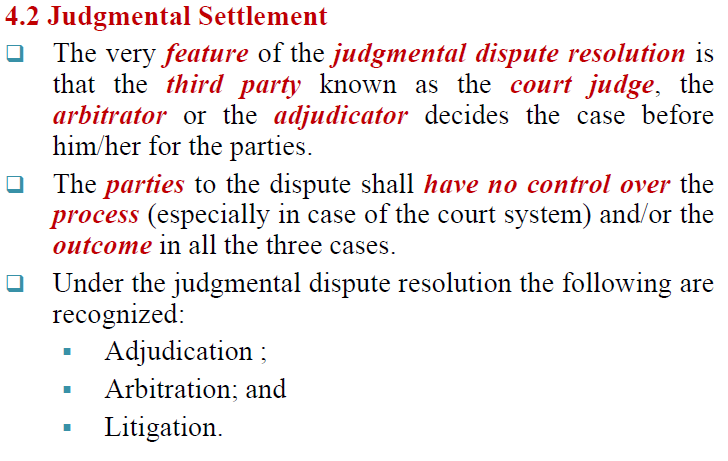 4.2 Judgmental Settlement
The very feature of the judgmental dispute resolution is
that the third party known as the court judge, the
arbitrator or the adjudicator decides the case before
him/her for the parties.
The parties to the dispute shall have no control over the
process (especially in case of the court system) and/or the
outcome in all the three cases.
Under the judgmental dispute resolution the following are
recognized:
Adjudication ;
Arbitration; and
Litigation.